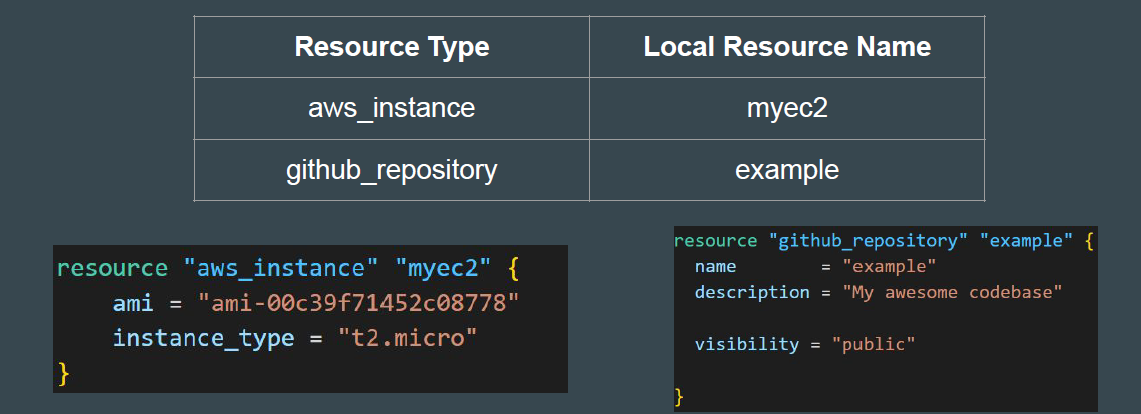 Resource Type Local Resource Name
aws_instance myec2
github_repository example
resource "aws_instance" "myec2" {
    ami = "ami-00c39f71452c08778"
    instance_type = "t2.micro"
}
resource "github_repository" "example" {
  name        = "example"
  description = "My awesome codebase"
  visibility = "public"
}